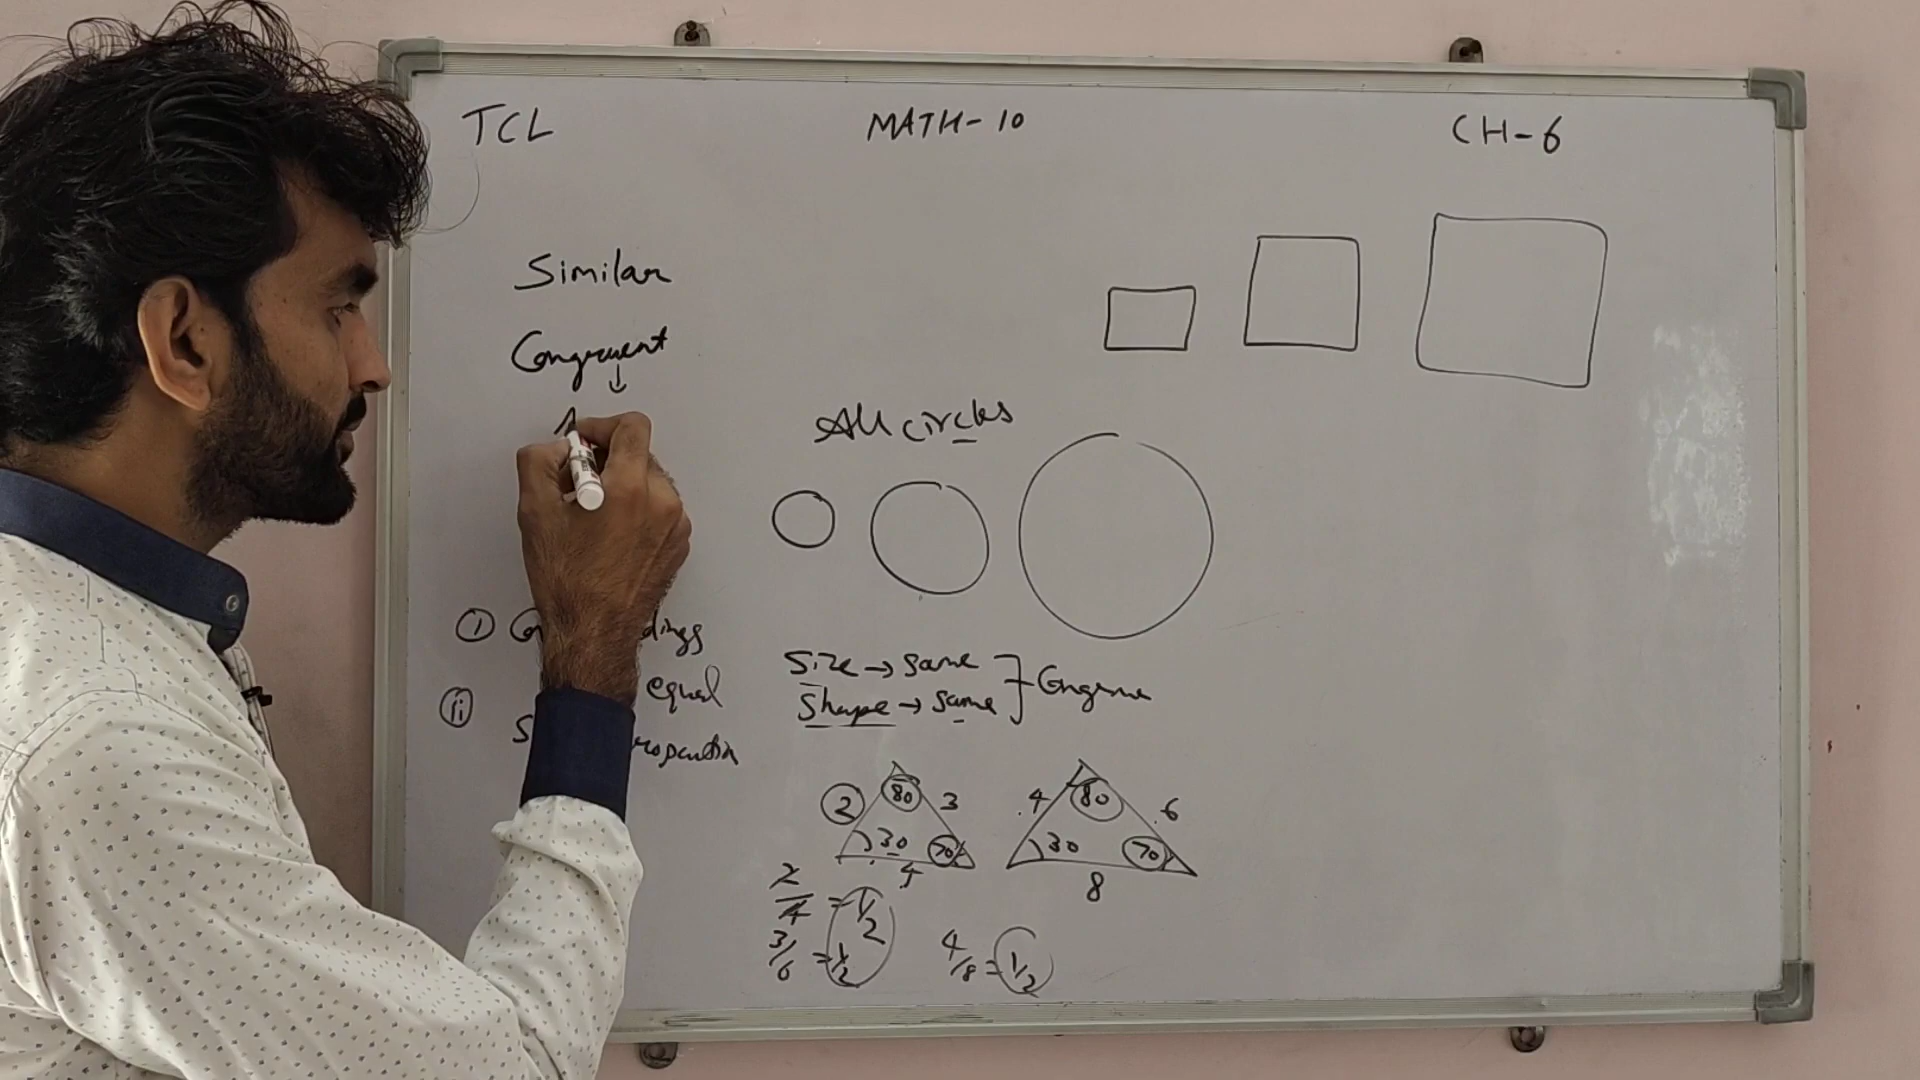 TCL MATH-10 CH-6
Similar
Congruent
All circles
i
equal
ii
Size → Same
Shape → Same
2 80 3
30 70
4
4 80 6
30 70
8
2/4 = 1/2
3/6 = 1/2
4/8 = 1/2